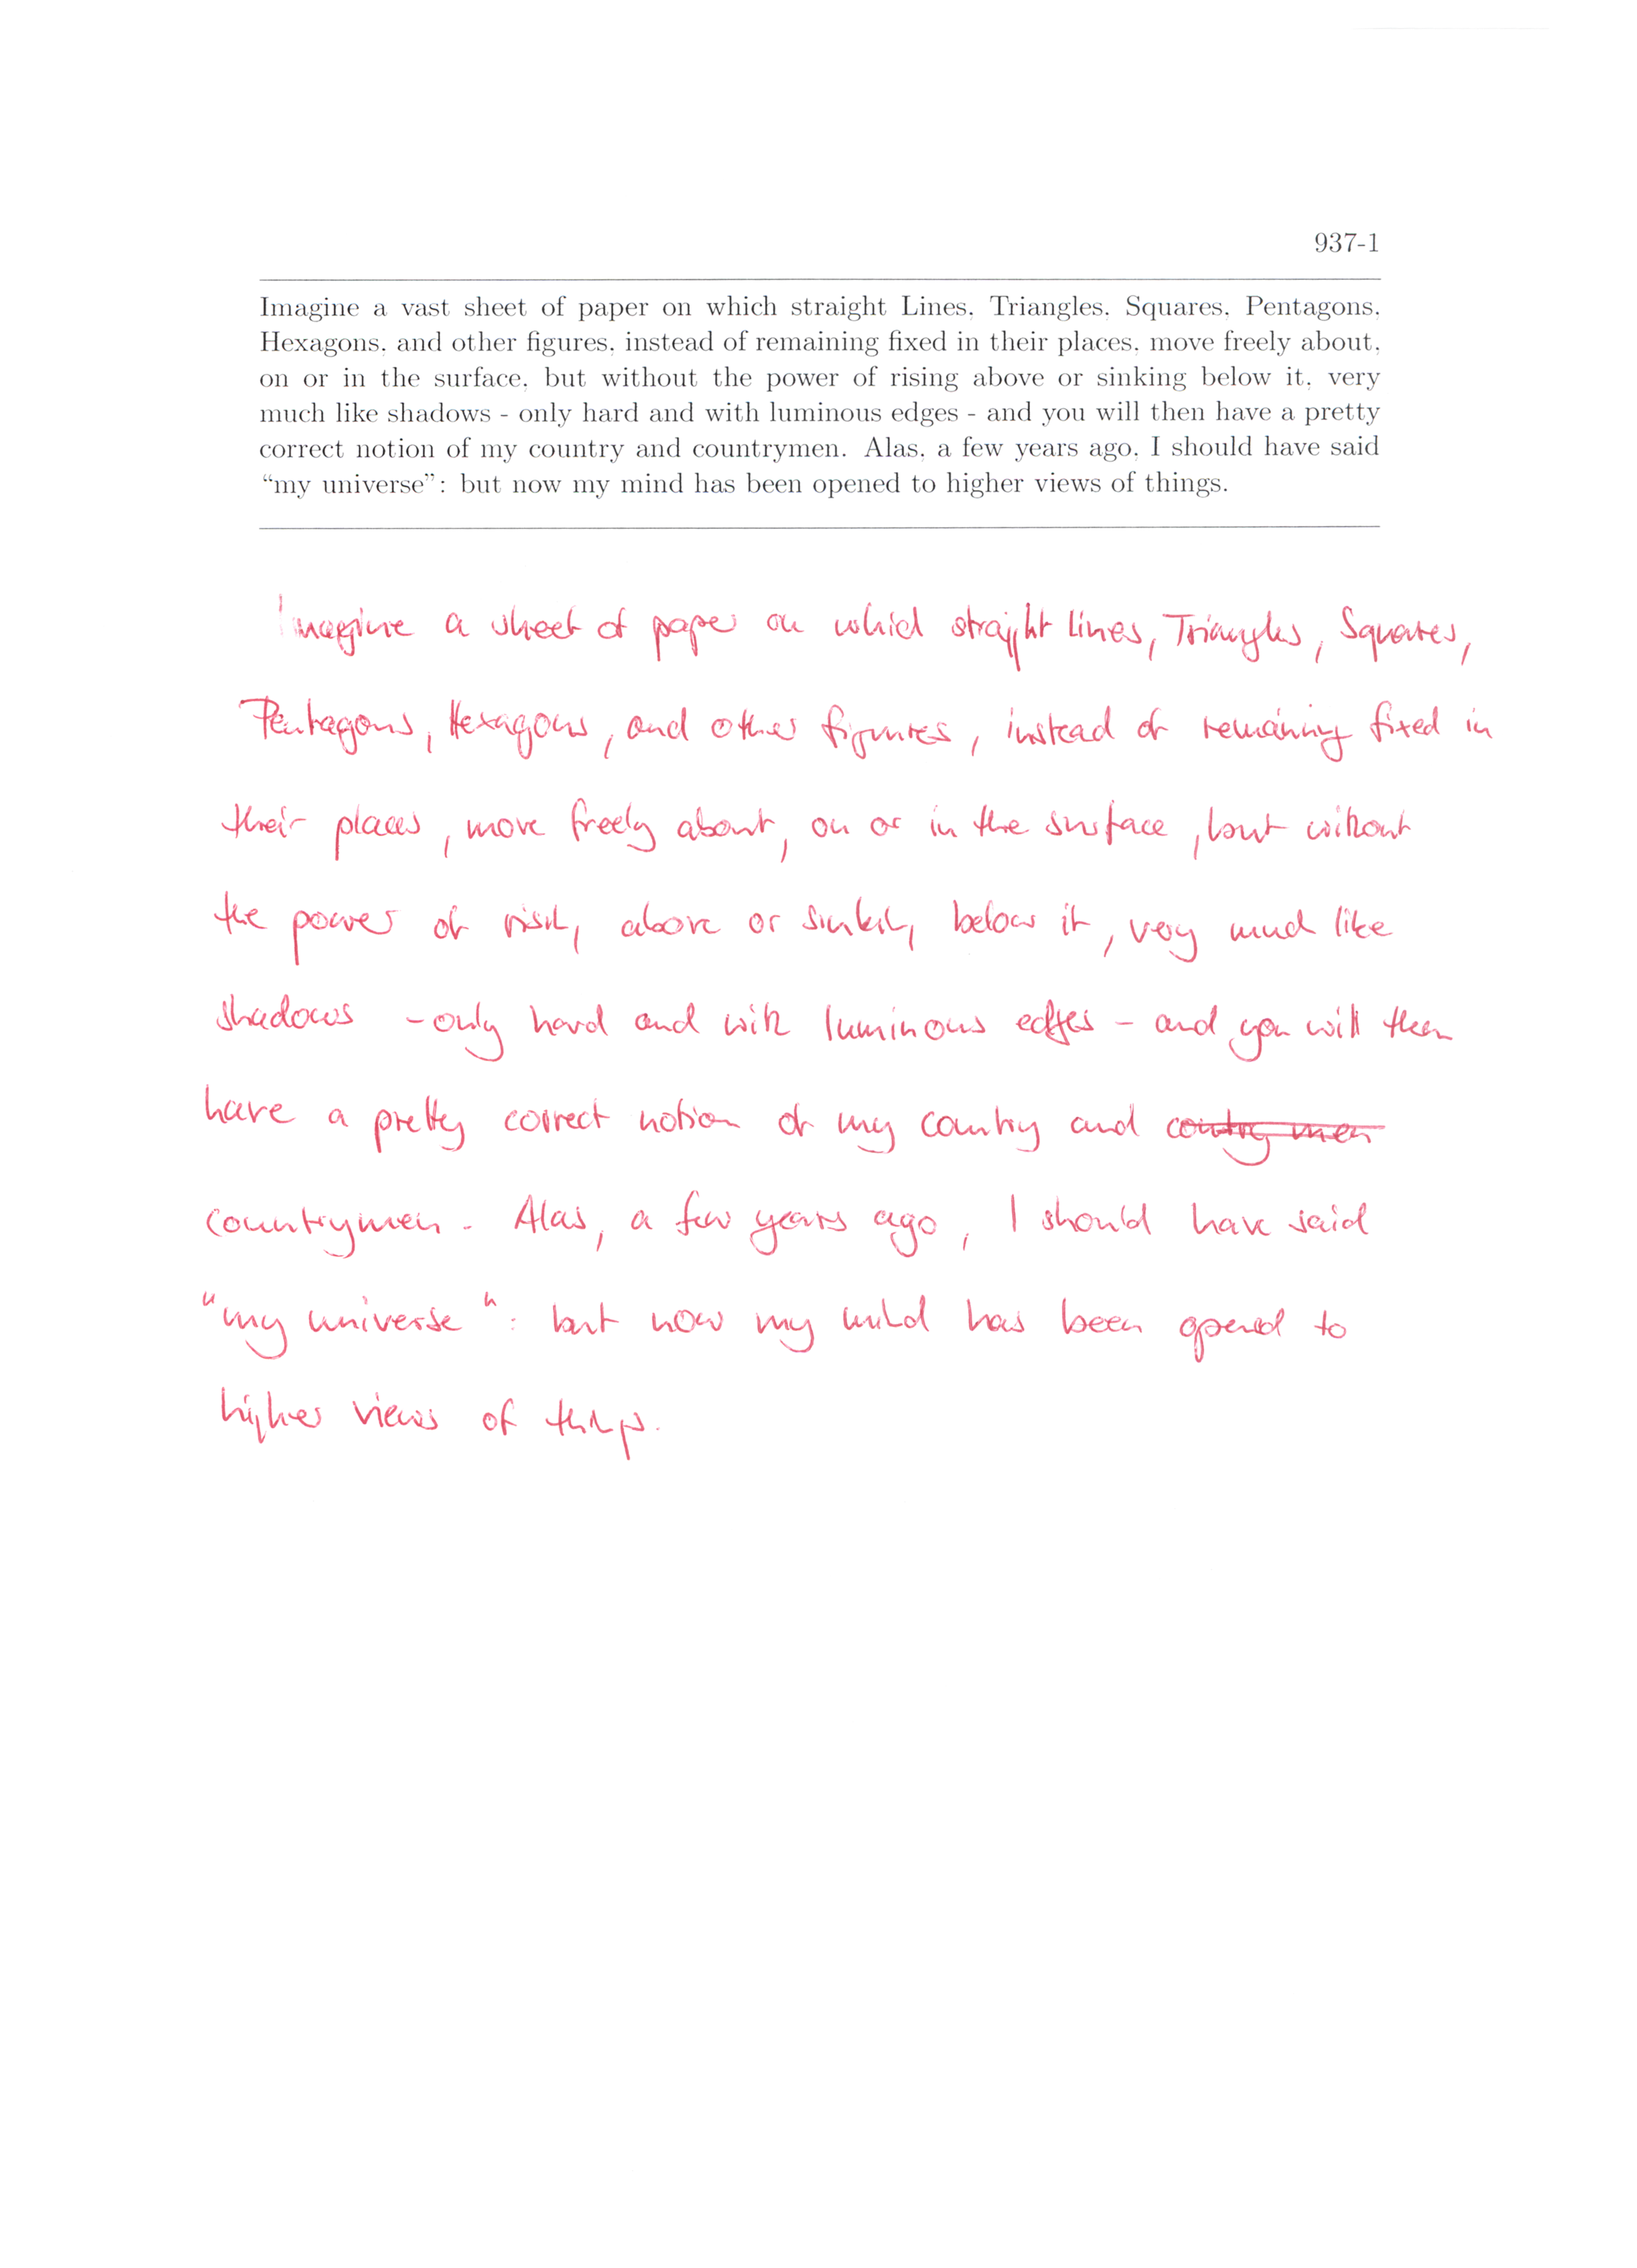 937-1
Imagine a vast sheet of paper on which straight Lines, Triangles, Squares, Pentagons,
Hexagons, and other figures, instead of remaining fixed in their places, move freely about,
on or in the surface, but without the power of rising above or sinking below it, very
much like shadows - only hard and with luminous edges - and you will then have a pretty
correct notion of my country and countrymen. Alas, a few years ago, I should have said
“my universe”: but now my mind has been opened to higher views of things.
Imagine a sheet of paper on which straight Lines, Triangles, Squares,
Pentagons, Hexagons, and other figures, instead of remaining fixed in
their places, move freely about, on or in the surface, but without
the power of rising above or sinking below it, very much like
shadows - only hard and with luminous edges - and you will then
have a pretty correct notion of my country and contry men
countrymen. Alas, a few years ago, I should have said
"my universe": but now my mind has been opened to
higher views of things.